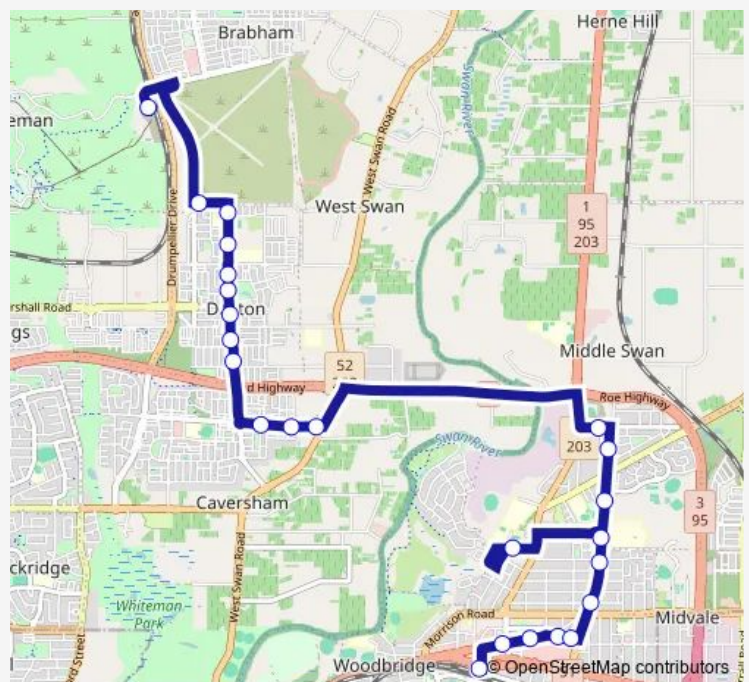 Brabham
Herne Hill
eman
Swan River
West Swan Road
West Swan
1
95
203
Drumpellier Drive
rshall Road
gs
Middle Swan
52
d Highway
Roe Highway
Swan River
203
Caversham
3
95
ckridge
West Swan Road
Whiteman
Park
Morrison Road
Midvale
rd Street
Woodbridge
© OpenStreetMap contributors